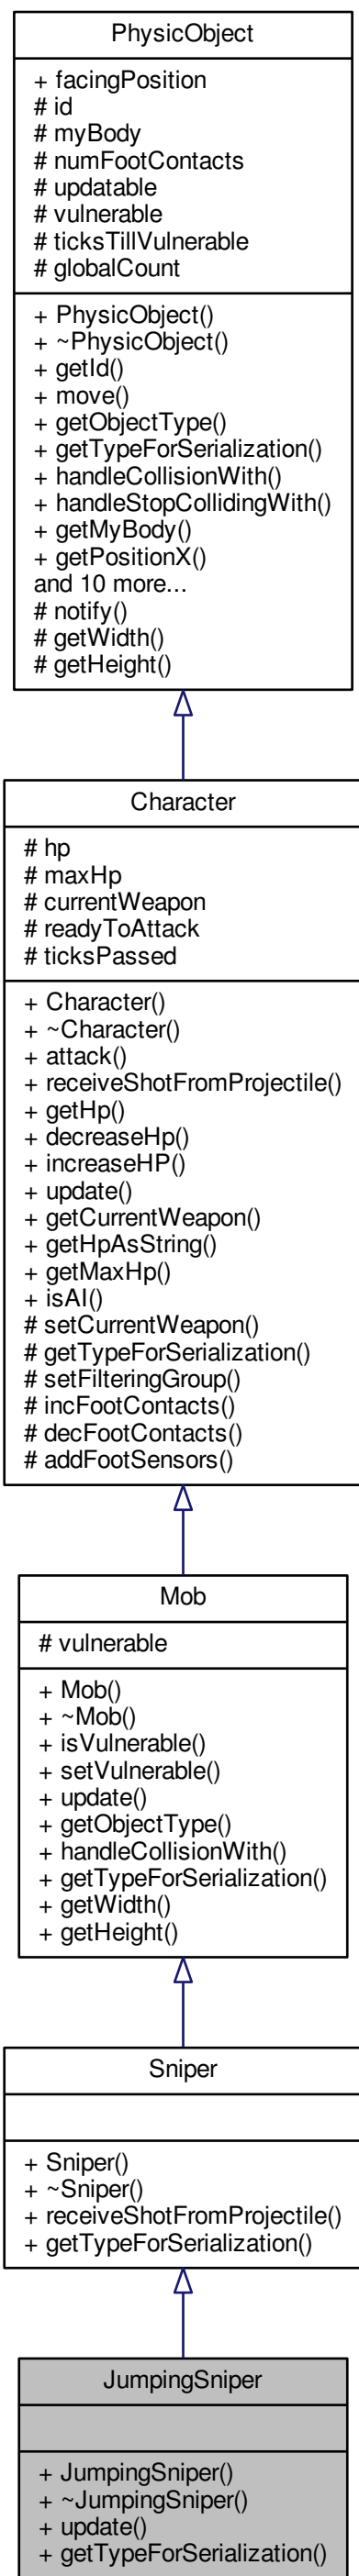 PhysicObject
+ facingPosition
# id
# myBody
# numFootContacts
# updatable
# vulnerable
# ticksTillVulnerable
# globalCount
+ PhysicObject()
+ ~PhysicObject()
+ getId()
+ move()
+ getObjectType()
+ getTypeForSerialization()
+ handleCollisionWith()
+ handleStopCollidingWith()
+ getMyBody()
+ getPositionX()
and 10 more...
# notify()
# getWidth()
# getHeight()
Character
# hp
# maxHp
# currentWeapon
# readyToAttack
# ticksPassed
+ Character()
+ ~Character()
+ attack()
+ receiveShotFromProjectile()
+ getHp()
+ decreaseHp()
+ increaseHP()
+ update()
+ getCurrentWeapon()
+ getHpAsString()
+ getMaxHp()
+ isAI()
# setCurrentWeapon()
# getTypeForSerialization()
# setFilteringGroup()
# incFootContacts()
# decFootContacts()
# addFootSensors()
Mob
# vulnerable
+ Mob()
+ ~Mob()
+ isVulnerable()
+ setVulnerable()
+ update()
+ getObjectType()
+ handleCollisionWith()
+ getTypeForSerialization()
+ getWidth()
+ getHeight()
Sniper
+ Sniper()
+ ~Sniper()
+ receiveShotFromProjectile()
+ getTypeForSerialization()
JumpingSniper
+ JumpingSniper()
+ ~JumpingSniper()
+ update()
+ getTypeForSerialization()